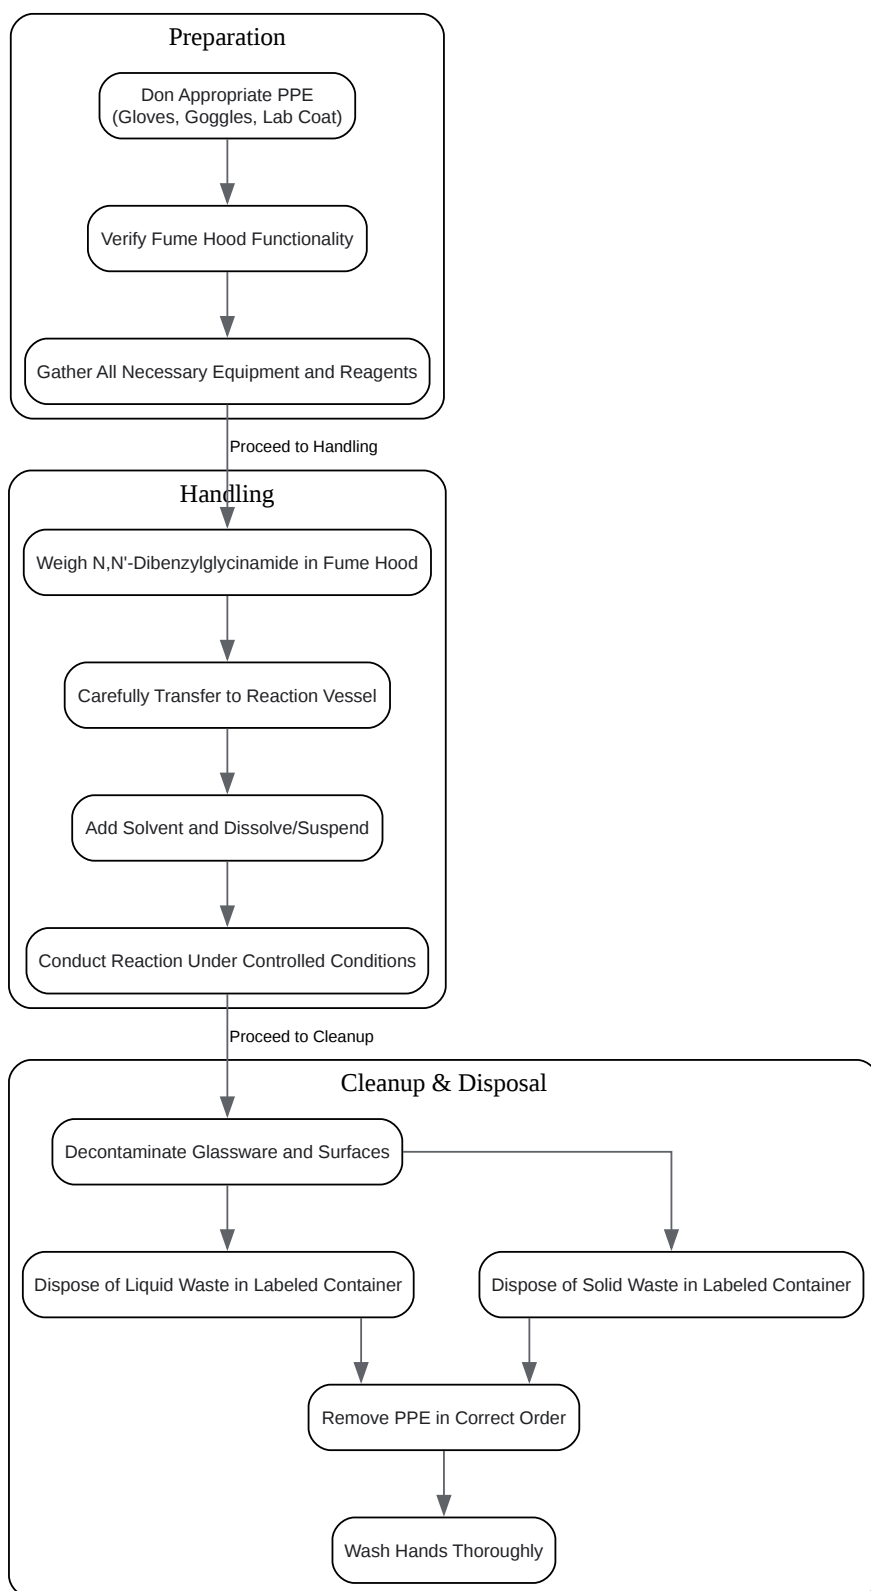 Preparation
Don Appropriate PPE
(Gloves, Goggles, Lab Coat)
Verify Fume Hood Functionality
Gather All Necessary Equipment and Reagents
Proceed to Handling
Handling
Weigh N,N'-Dibenzylglycinamide in Fume Hood
Carefully Transfer to Reaction Vessel
Add Solvent and Dissolve/Suspend
Conduct Reaction Under Controlled Conditions
Proceed to Cleanup
Cleanup & Disposal
Decontaminate Glassware and Surfaces
Dispose of Liquid Waste in Labeled Container
Dispose of Solid Waste in Labeled Container
Remove PPE in Correct Order
Wash Hands Thoroughly